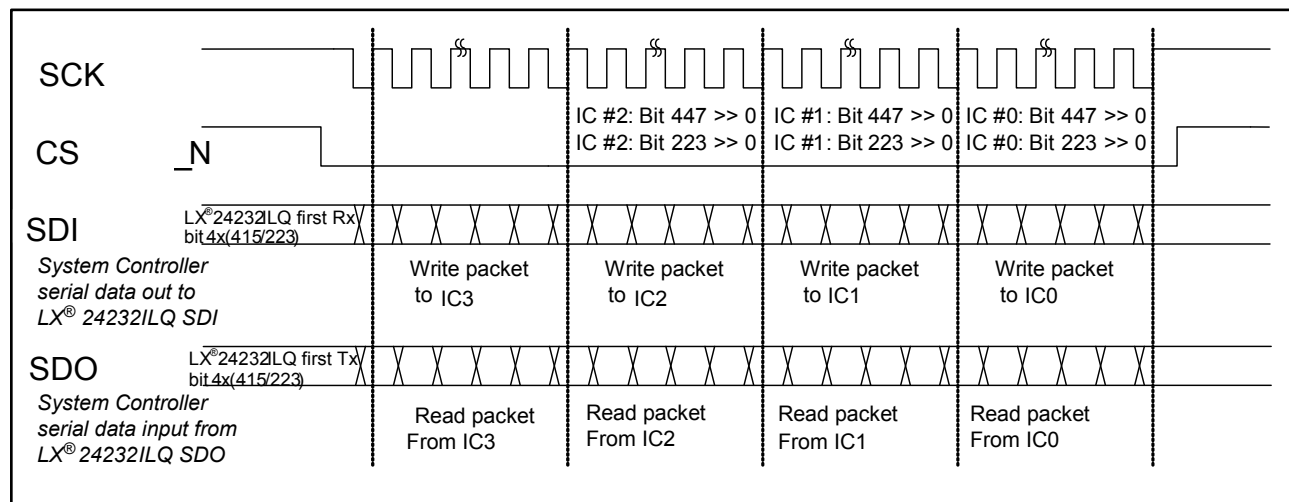 SCK
IC #2: Bit 447 >> 0 IC #1: Bit 447 >> 0 IC #0: Bit 447 >> 0
IC #2: Bit 223 >> 0 IC #1: Bit 223 >> 0 IC #0: Bit 223 >> 0
CS _N
SDI
LX® 24232ILQ first Rx
bit 4x(415/223)
System Controller
serial data out to
LX® 24232ILQ SDI
Write packet
to IC3
Write packet
to IC2
Write packet
to IC1
Write packet
to IC0
SDO
LX® 24232ILQ first Tx
bit 4x(415/223)
System Controller
serial data input from
LX® 24232ILQ SDO
Read packet
From IC3
Read packet
From IC2
Read packet
From IC1
Read packet
From IC0